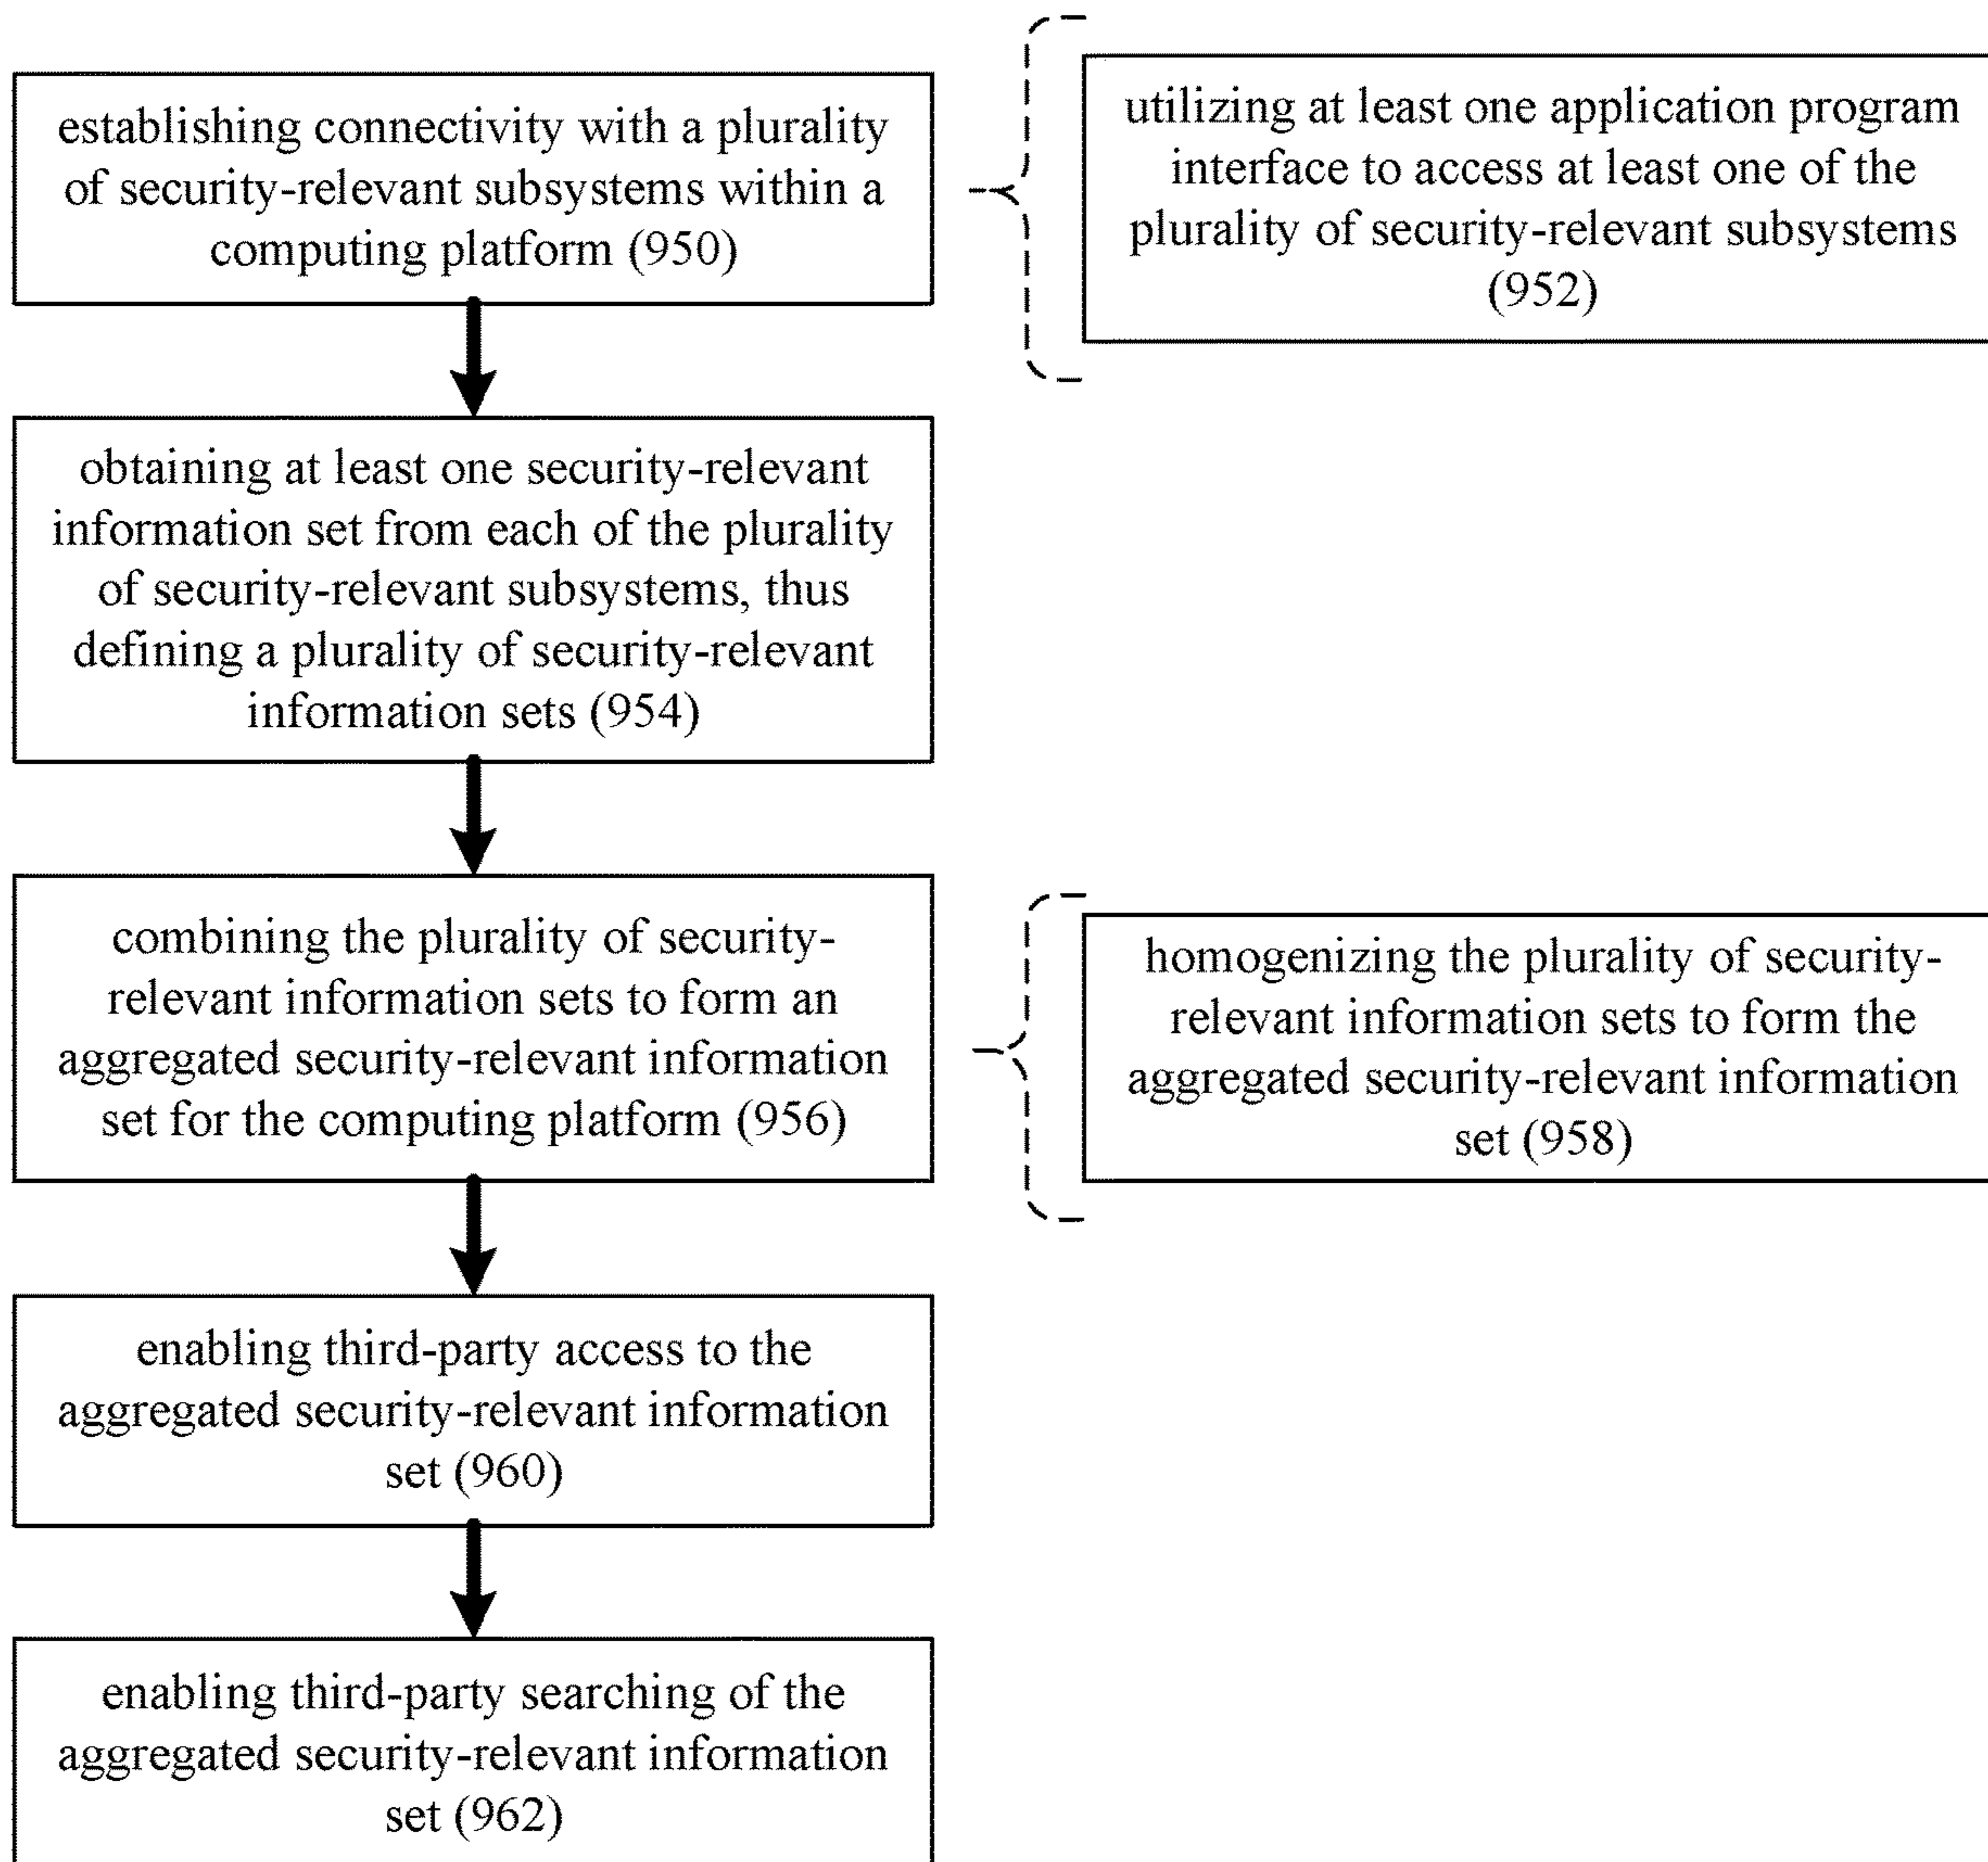 establishing connectivity with a plurality
of security-relevant subsystems within a
computing platform (950)
utilizing at least one application program
interface to access at least one of the
plurality of security-relevant subsystems
(952)
obtaining at least one security-relevant
information set from each of the plurality
of security-relevant subsystems, thus
defining a plurality of security-relevant
information sets (954)
combining the plurality of security-
relevant information sets to form an
aggregated security-relevant information
set for the computing platform (956)
homogenizing the plurality of security-
relevant information sets to form the
aggregated security-relevant information
set (958)
enabling third-party access to the
aggregated security-relevant information
set (960)
enabling third-party searching of the
aggregated security-relevant information
set (962)